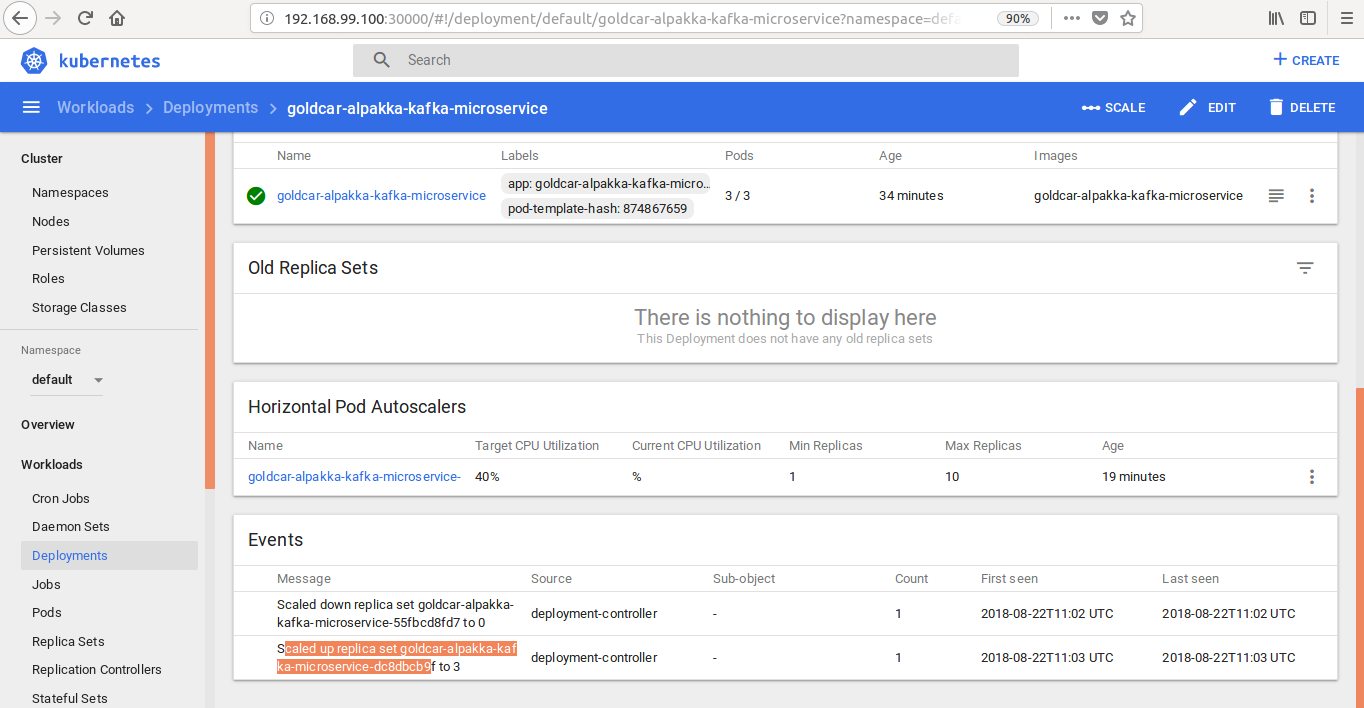 192.168.99.100:30000/#!/deployment/default/goldcar-alpakka-kafka-microservice?namespace=defa
90%
kubernetes
Search
CREATE
Workloads
Deployments
goldcar-alpakka-kafka-microservice
SCALE
EDIT
DELETE
Cluster
Namespaces
Nodes
Persistent Volumes
Roles
Storage Classes
Namespace
default
Overview
Workloads
Cron Jobs
Daemon Sets
Deployments
Jobs
Pods
Replica Sets
Replication Controllers
Stateful Sets
Name Labels Pods Age Images
app: goldcar-alpakka-kafka-micro...
goldcar-alpakka-kafka-microservice 3 / 3 34 minutes goldcar-alpakka-kafka-microservice
pod-template-hash: 874867659
Old Replica Sets
There is nothing to display here
This Deployment does not have any old replica sets
Horizontal Pod Autoscalers
Name Target CPU Utilization Current CPU Utilization Min Replicas Max Replicas Age
goldcar-alpakka-kafka-microservice- 40% % 1 10 19 minutes
Events
Message Source Sub-object Count First seen Last seen
Scaled down replica set goldcar-alpakka-
kafka-microservice-55fbcd8fd7 to 0
deployment-controller - 1 2018-08-22T11:02 UTC 2018-08-22T11:02 UTC
Scaled up replica set goldcar-alpakka-kaf
ka-microservice-dc8dbcb9f to 3
deployment-controller - 1 2018-08-22T11:03 UTC 2018-08-22T11:03 UTC